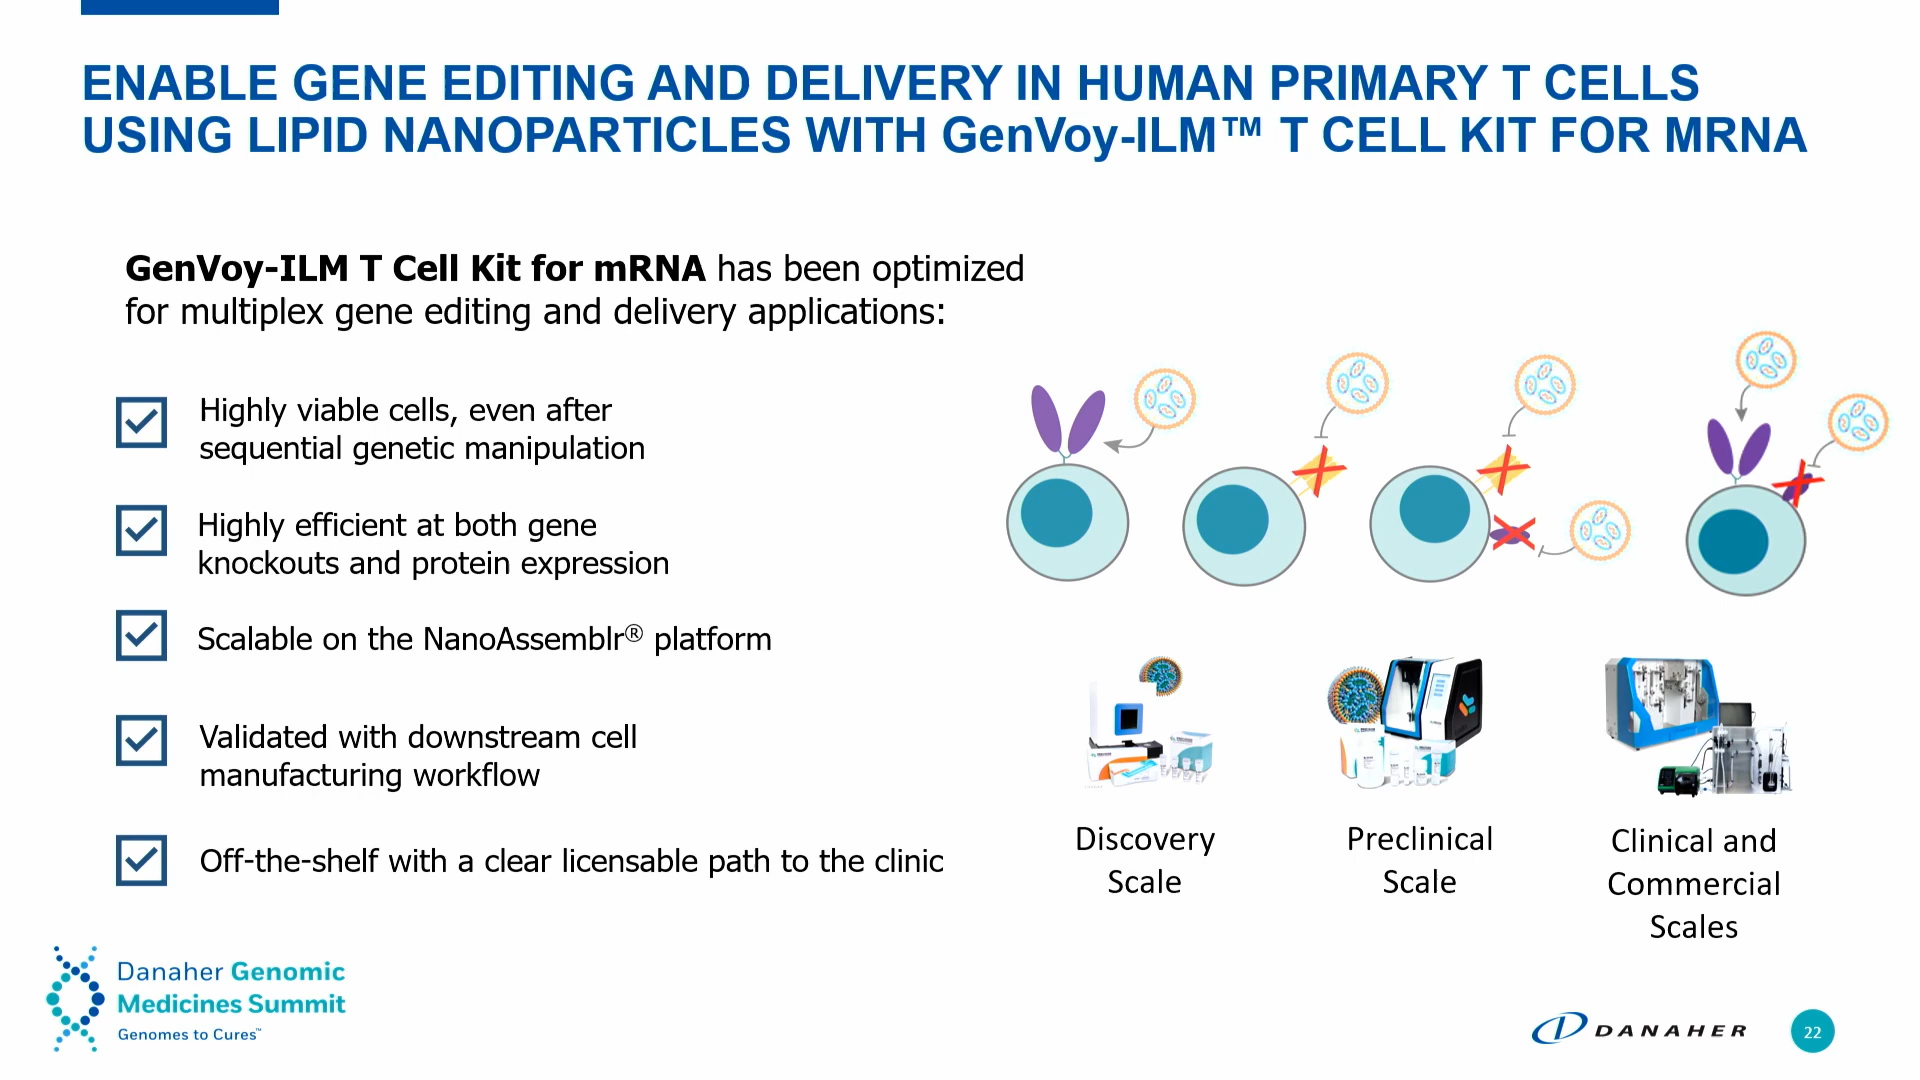 ENABLE GENE EDITING AND DELIVERY IN HUMAN PRIMARY T CELLS
USING LIPID NANOPARTICLES WITH GenVoy-ILM™ T CELL KIT FOR MRNA
GenVoy-ILM T Cell Kit for mRNA has been optimized
for multiplex gene editing and delivery applications:
Highly viable cells, even after
sequential genetic manipulation
Highly efficient at both gene
knockouts and protein expression
Scalable on the NanoAssemblr® platform
Validated with downstream cell
manufacturing workflow
Off-the-shelf with a clear licensable path to the clinic
Discovery
Scale
Preclinical
Scale
Clinical and
Commercial
Scales
Danaher Genomic
Medicines Summit
Genomes to Cures™
DANAHER
22